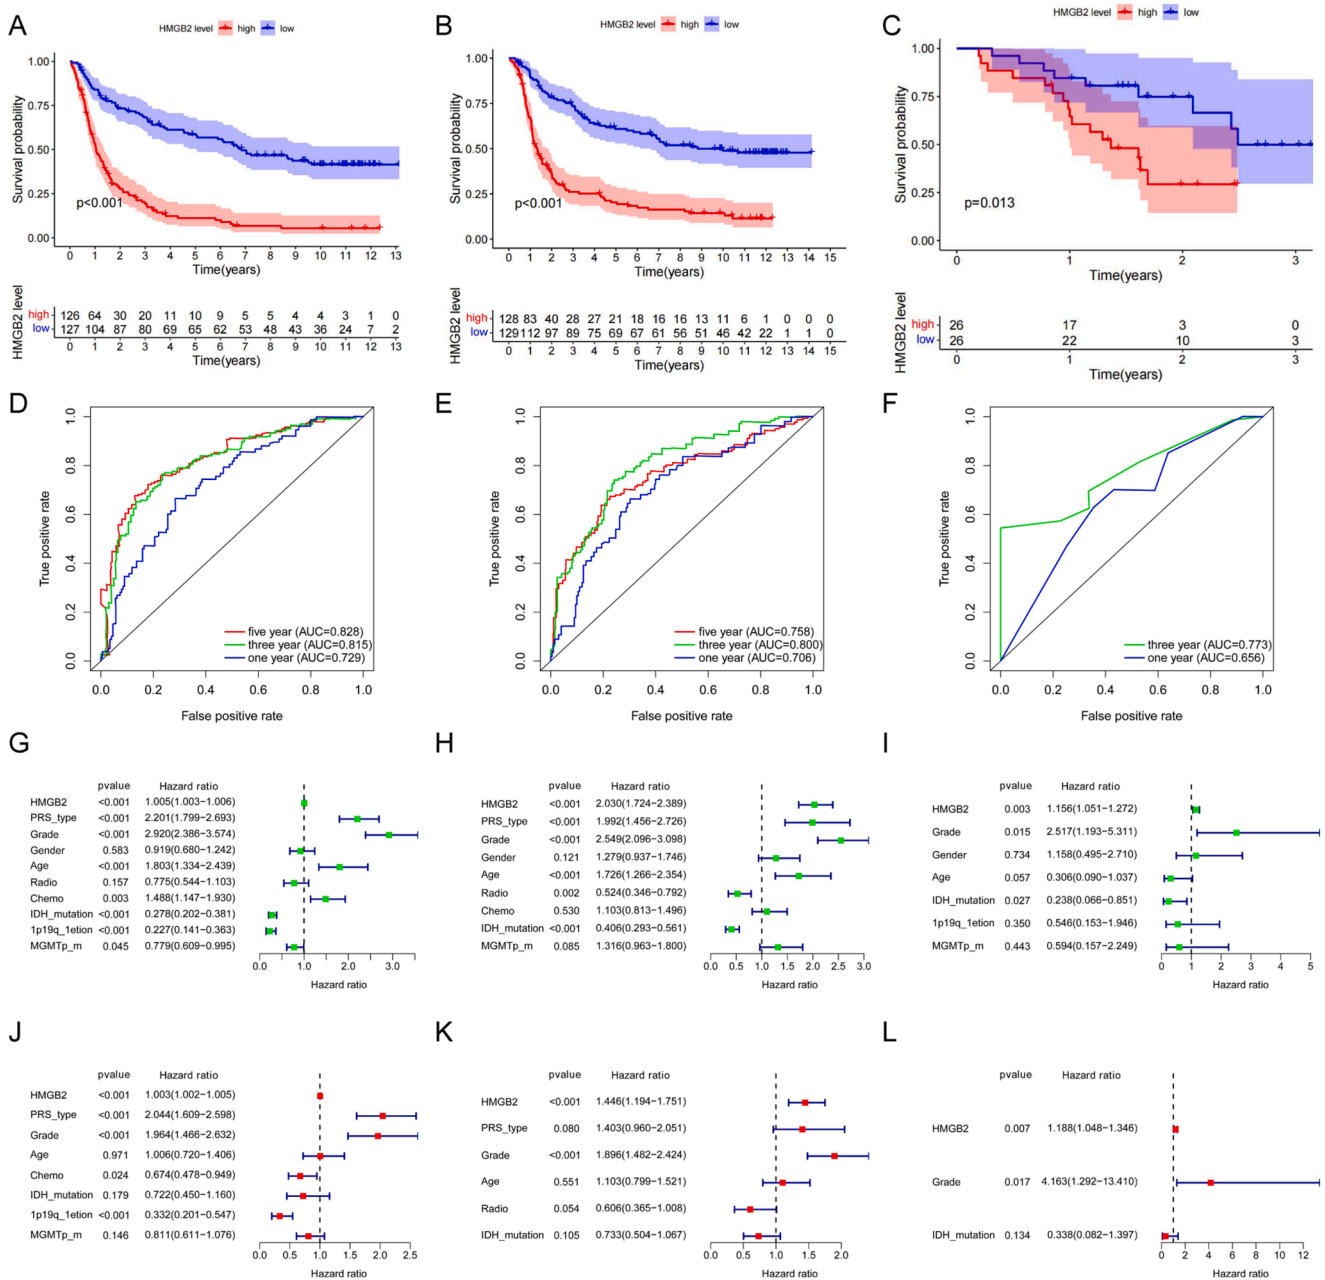 A
HMGB2 level high low
Survival probability
1.00
0.75
0.50
0.25
0.00
p<0.001
0 1 2 3 4 5 6 7 8 9 10 11 12 13
Time(years)
HMGB2 level
high 126 64 30 20 11 10 9 5 5 4 4 3 1 0
low 127 104 87 80 69 65 62 53 48 43 36 24 7 2
0 1 2 3 4 5 6 7 8 9 10 11 12 13
Time(years)
B
HMGB2 level high low
Survival probability
1.00
0.75
0.50
0.25
0.00
p<0.001
0 1 2 3 4 5 6 7 8 9 10 11 12 13 14 15
Time(years)
HMGB2 level
high 128 83 40 28 27 21 18 16 16 13 11 6 1 0 0 0
low 129 112 97 89 75 69 67 61 56 51 46 42 22 1 1 0
0 1 2 3 4 5 6 7 8 9 10 11 12 13 14 15
Time(years)
C
HMGB2 level high low
Survival probability
1.00
0.75
0.50
0.25
0.00
p=0.013
0 1 2 3
Time(years)
HMGB2 level
high 26 17 3 0
low 26 22 10 3
0 1 2 3
Time(years)
D
True positive rate
1.0
0.8
0.6
0.4
0.2
0.0
five year (AUC=0.828)
three year (AUC=0.815)
one year (AUC=0.729)
0.0 0.2 0.4 0.6 0.8 1.0
False positive rate
E
True positive rate
1.0
0.8
0.6
0.4
0.2
0.0
five year (AUC=0.758)
three year (AUC=0.800)
one year (AUC=0.706)
0.0 0.2 0.4 0.6 0.8 1.0
False positive rate
F
True positive rate
1.0
0.8
0.6
0.4
0.2
0.0
three year (AUC=0.773)
one year (AUC=0.656)
0.0 0.2 0.4 0.6 0.8 1.0
False positive rate
G
pvalue Hazard ratio
HMGB2 <0.001 1.005(1.003−1.006)
PRS_type <0.001 2.201(1.799−2.693)
Grade <0.001 2.920(2.386−3.574)
Gender 0.583 0.919(0.680−1.242)
Age <0.001 1.803(1.334−2.439)
Radio 0.157 0.775(0.544−1.103)
Chemo 0.003 1.488(1.147−1.930)
IDH_mutation <0.001 0.278(0.202−0.381)
1p19q_1etion <0.001 0.227(0.141−0.363)
MGMTp_m 0.045 0.779(0.609−0.995)
0.0 1.0 2.0 3.0
Hazard ratio
H
pvalue Hazard ratio
HMGB2 <0.001 2.030(1.724−2.389)
PRS_type <0.001 1.992(1.456−2.726)
Grade <0.001 2.549(2.096−3.098)
Gender 0.121 1.279(0.937−1.746)
Age <0.001 1.726(1.266−2.354)
Radio 0.002 0.524(0.346−0.792)
Chemo 0.530 1.103(0.813−1.496)
IDH_mutation <0.001 0.406(0.293−0.561)
MGMTp_m 0.085 1.316(0.963−1.800)
0.0 0.5 1.0 1.5 2.0 2.5 3.0
Hazard ratio
I
pvalue Hazard ratio
HMGB2 0.003 1.156(1.051−1.272)
Grade 0.015 2.517(1.193−5.311)
Gender 0.734 1.158(0.495−2.710)
Age 0.057 0.306(0.090−1.037)
IDH_mutation 0.027 0.238(0.066−0.851)
1p19q_1etion 0.350 0.546(0.153−1.946)
MGMTp_m 0.443 0.594(0.157−2.249)
0 1 2 3 4 5
Hazard ratio
J
pvalue Hazard ratio
HMGB2 <0.001 1.003(1.002−1.005)
PRS_type <0.001 2.044(1.609−2.598)
Grade <0.001 1.964(1.466−2.632)
Age 0.971 1.006(0.720−1.406)
Chemo 0.024 0.674(0.478−0.949)
IDH_mutation 0.179 0.722(0.450−1.160)
1p19q_1etion <0.001 0.332(0.201−0.547)
MGMTp_m 0.146 0.811(0.611−1.076)
0.0 0.5 1.0 1.5 2.0 2.5
Hazard ratio
K
pvalue Hazard ratio
HMGB2 <0.001 1.446(1.194−1.751)
PRS_type 0.080 1.403(0.960−2.051)
Grade <0.001 1.896(1.482−2.424)
Age 0.551 1.103(0.799−1.521)
Radio 0.054 0.606(0.365−1.008)
IDH_mutation 0.105 0.733(0.504−1.067)
0.0 0.5 1.0 1.5 2.0
Hazard ratio
L
pvalue Hazard ratio
HMGB2 0.007 1.188(1.048−1.346)
Grade 0.017 4.163(1.292−13.410)
IDH_mutation 0.134 0.338(0.082−1.397)
0 2 4 6 8 10 12
Hazard ratio